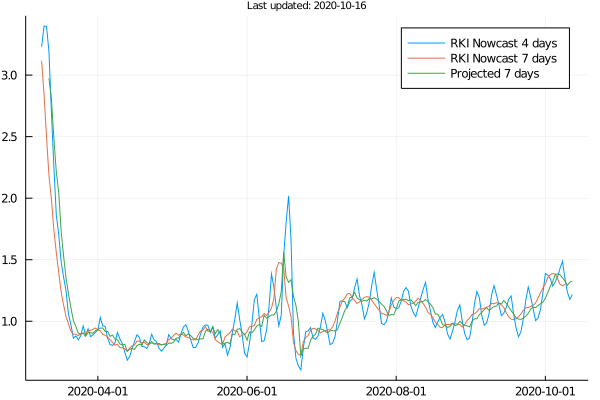 Last updated: 2020-10-16
RKI Nowcast 4 days
RKI Nowcast 7 days
Projected 7 days
3.0
2.5
2.0
1.5
1.0
2020-04-01 2020-06-01 2020-08-01 2020-10-01